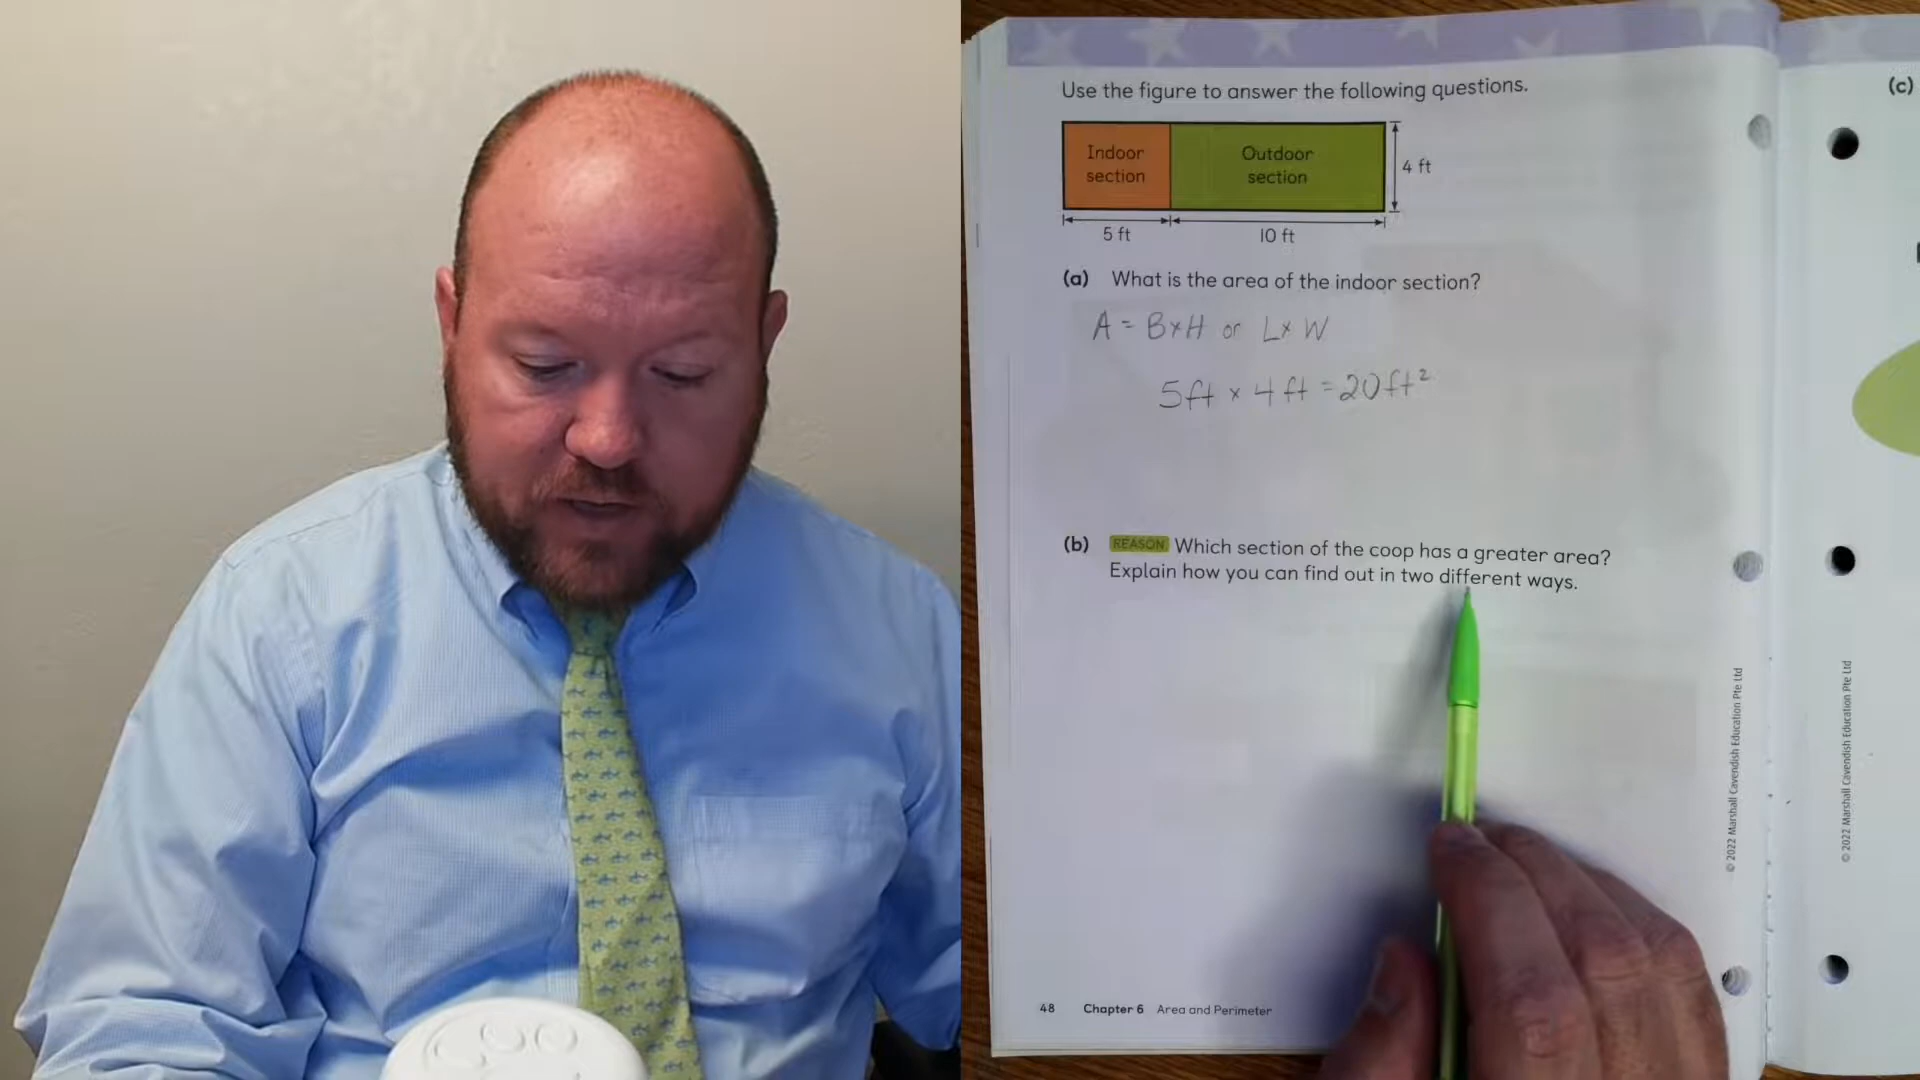 Use the figure to answer the following questions.
Indoor
section
Outdoor
section
4 ft
5 ft
10 ft
(a) What is the area of the indoor section?
A = B×H or L× W
5ft × 4 ft = 20ft²
(b) REASON Which section of the coop has a greater area?
Explain how you can find out in two different ways.
48 Chapter 6 Area and Perimeter
© 2022 Marshall Cavendish Education Pte Ltd
© 2022 Marshall Cavendish Education Pte Ltd
(c)